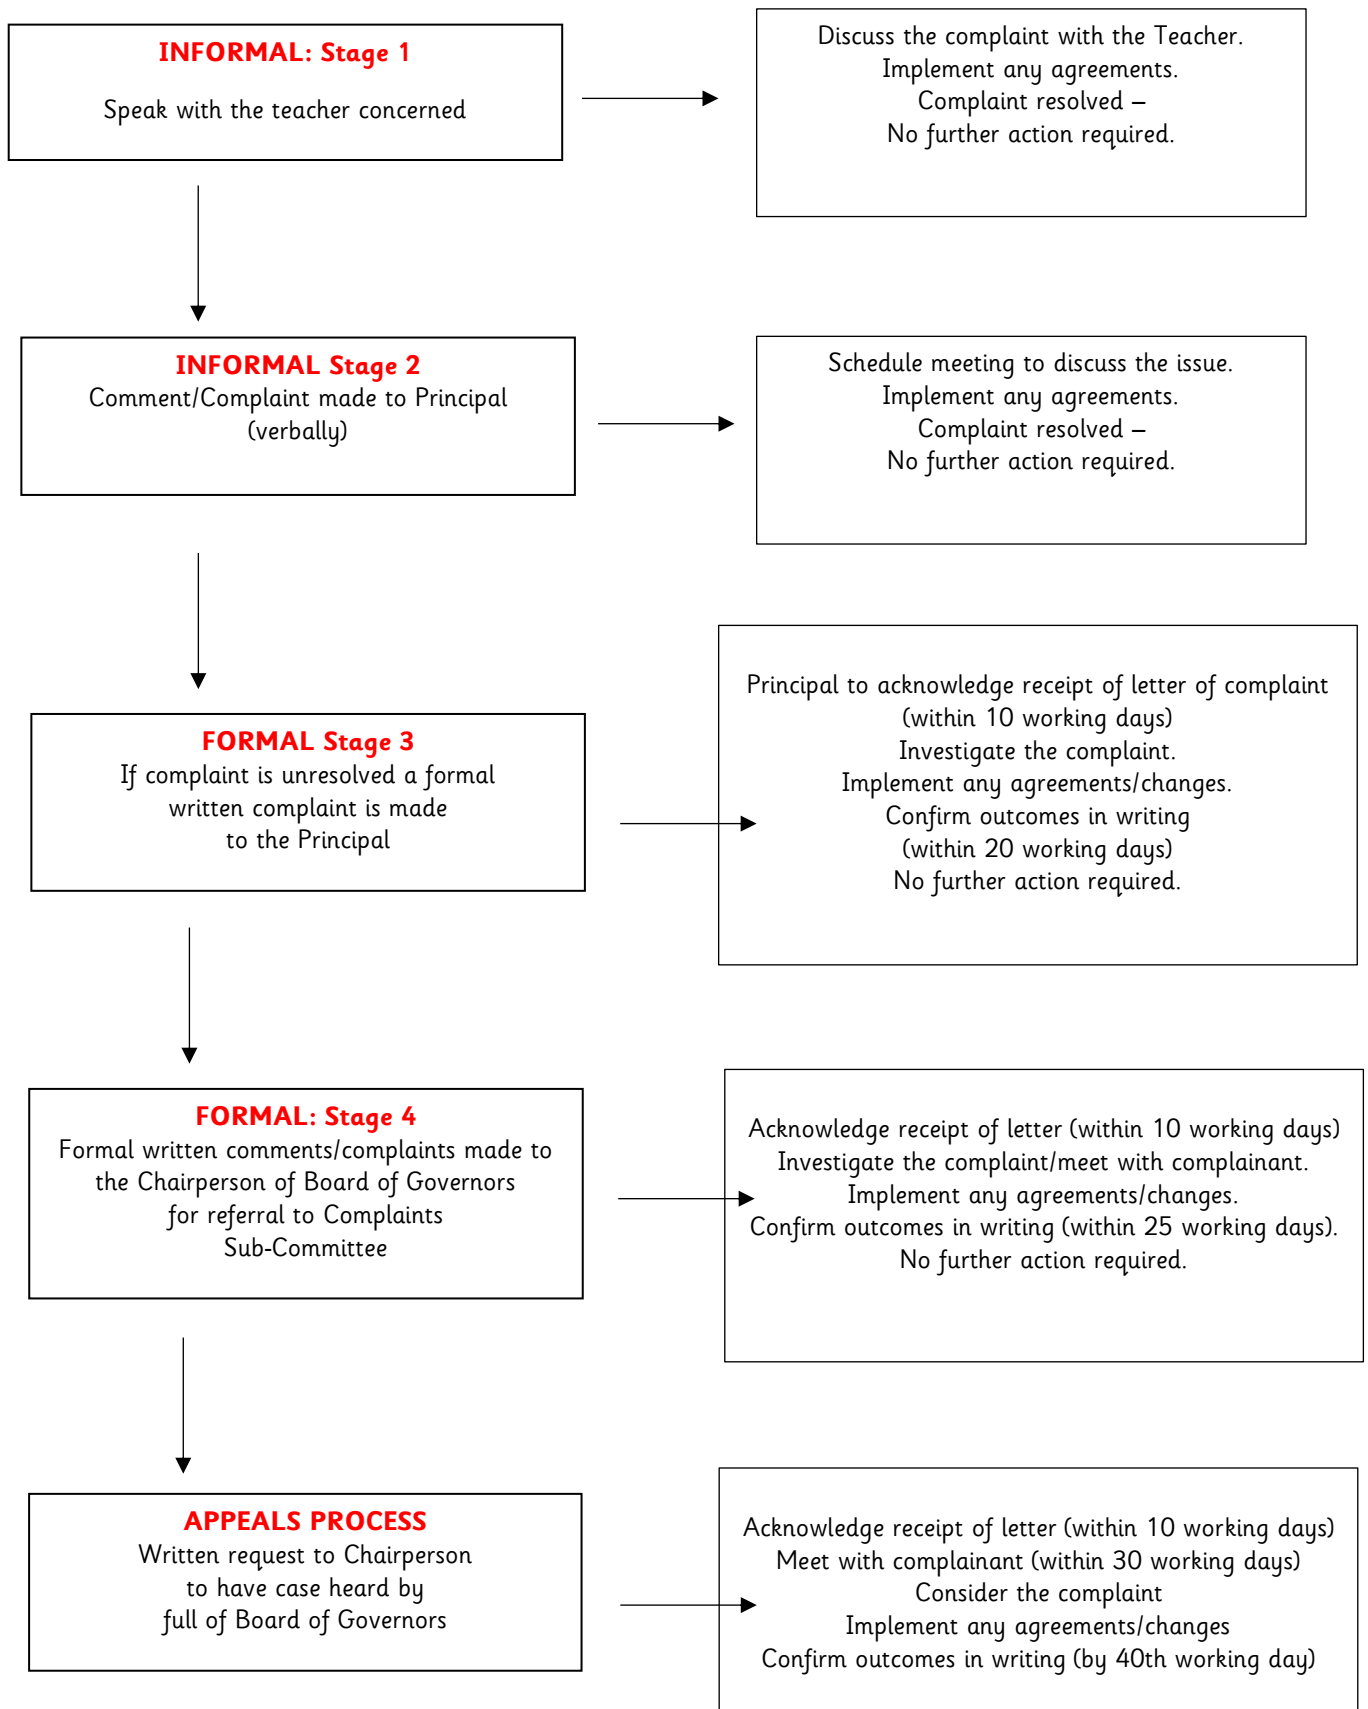 INFORMAL: Stage 1
Speak with the teacher concerned
Discuss the complaint with the Teacher.
Implement any agreements.
Complaint resolved –
No further action required.
INFORMAL Stage 2
Comment/Complaint made to Principal
(verbally)
Schedule meeting to discuss the issue.
Implement any agreements.
Complaint resolved –
No further action required.
FORMAL Stage 3
If complaint is unresolved a formal
written complaint is made
to the Principal
Principal to acknowledge receipt of letter of complaint
(within 10 working days)
Investigate the complaint.
Implement any agreements/changes.
Confirm outcomes in writing
(within 20 working days)
No further action required.
FORMAL: Stage 4
Formal written comments/complaints made to
the Chairperson of Board of Governors
for referral to Complaints
Sub-Committee
Acknowledge receipt of letter (within 10 working days)
Investigate the complaint/meet with complainant.
Implement any agreements/changes.
Confirm outcomes in writing (within 25 working days).
No further action required.
APPEALS PROCESS
Written request to Chairperson
to have case heard by
full of Board of Governors
Acknowledge receipt of letter (within 10 working days)
Meet with complainant (within 30 working days)
Consider the complaint
Implement any agreements/changes
Confirm outcomes in writing (by 40th working day)